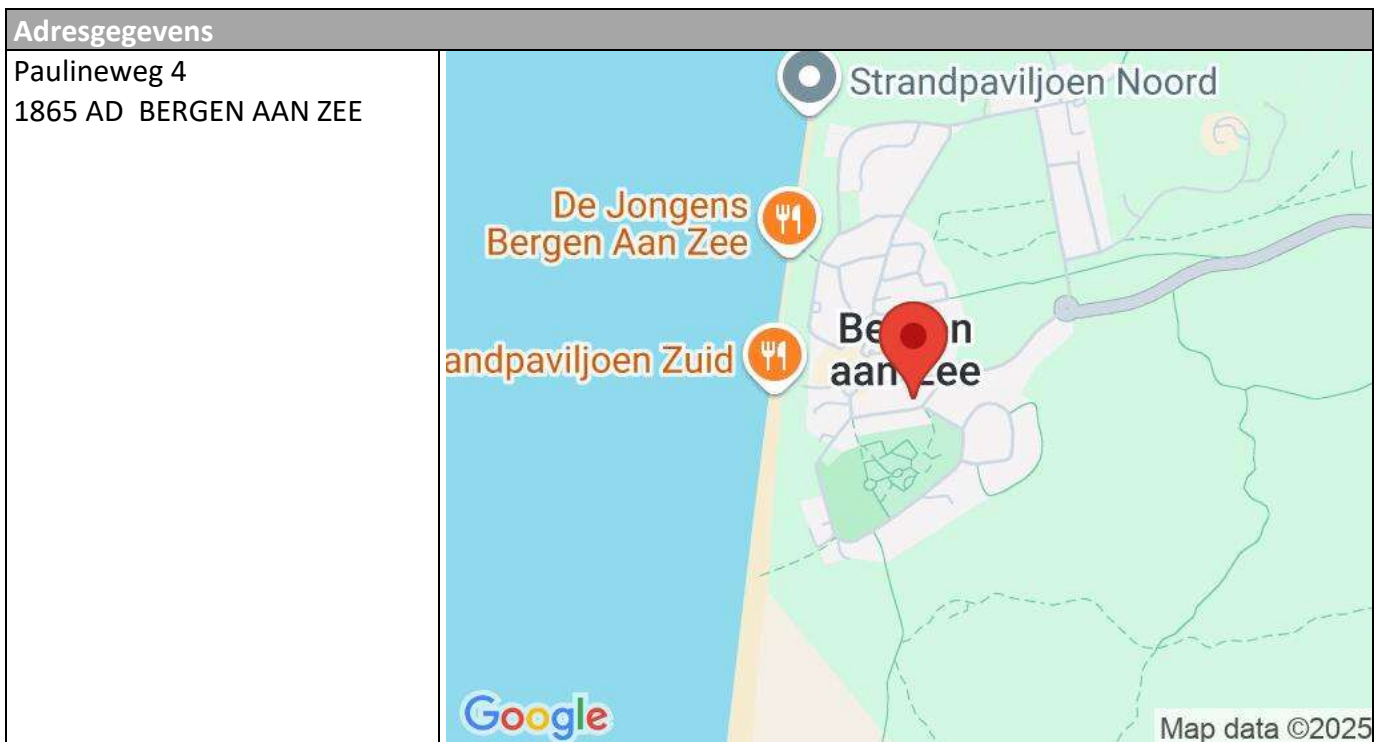 Adresgegevens
Paulineweg 4
1865 AD  BERGEN AAN ZEE
Strandpaviljoen Noord
De Jongens
Bergen Aan Zee
andpaviljoen Zuid
aan Zee
Google
Map data ©2025